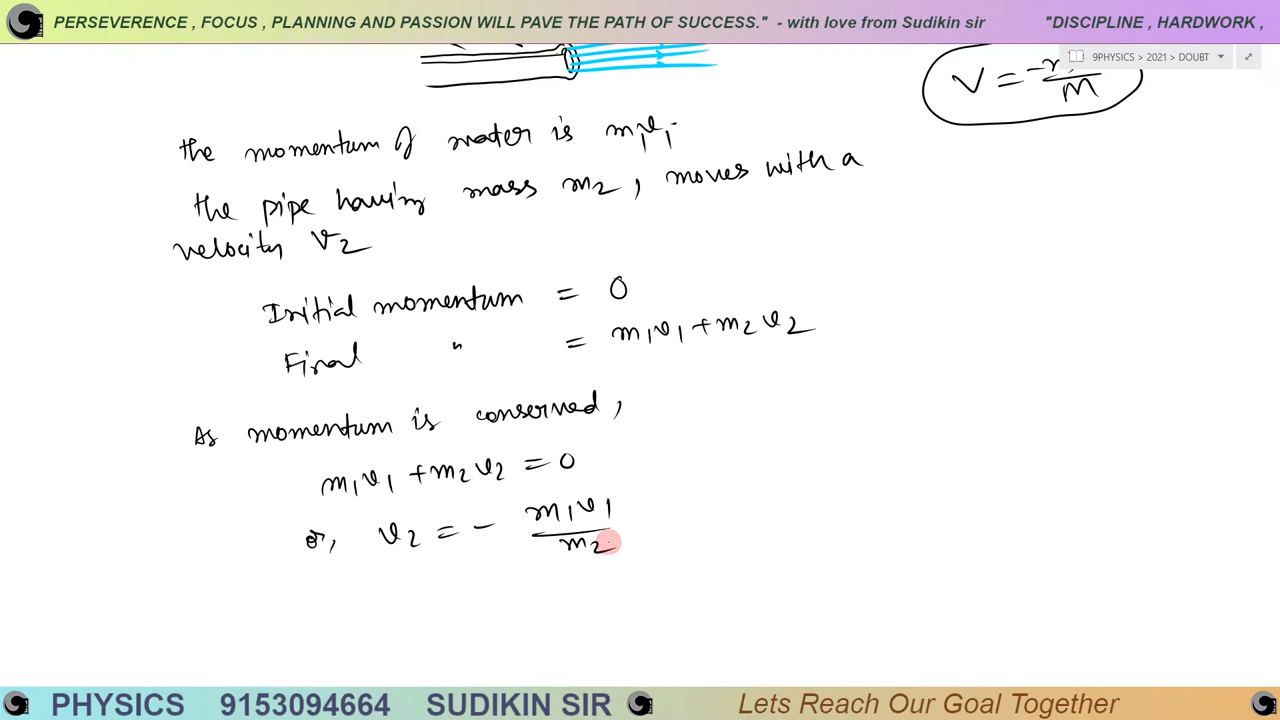 PERSEVERENCE , FOCUS , PLANNING AND PASSION WILL PAVE THE PATH OF SUCCESS." - with love from Sudikin sir "DISCIPLINE , HARDWORK ,
9PHYSICS > 2021 > DOUBT
V = - M
the momentum of water is m₁v₁.
the pipe having mass m₂, moves with a
velocity v₂
Initial momentum = 0
Final " = m₁v₁ + m₂v₂
As momentum is conserved,
m₁v₁ + m₂v₂ = 0
or, v₂ = - m₁v₁
m₂
PHYSICS 9153094664 SUDIKIN SIR Lets Reach Our Goal Together